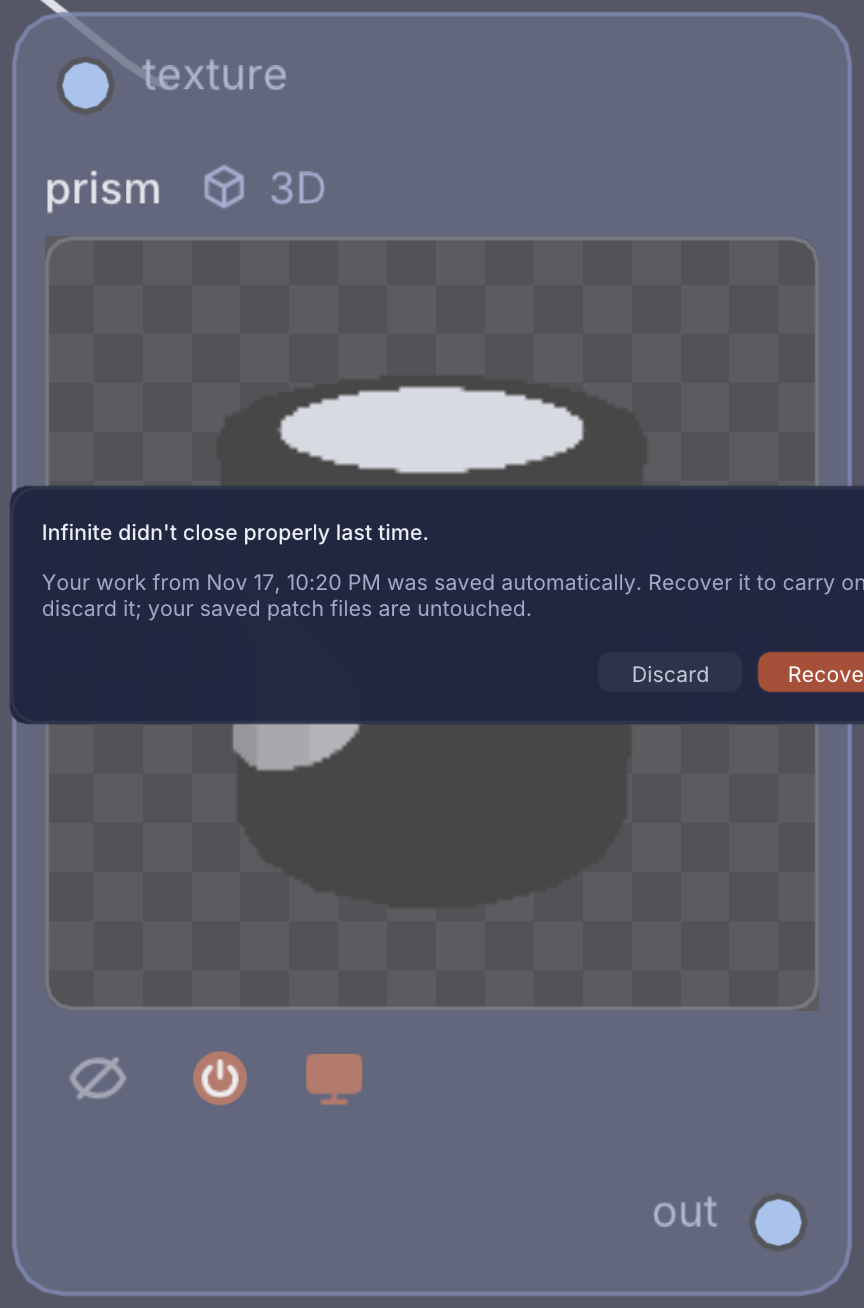 texture
prism 3D
Infinite didn't close properly last time.
Your work from Nov 17, 10:20 PM was saved automatically. Recover it to carry on
discard it; your saved patch files are untouched.
Discard Recove
out